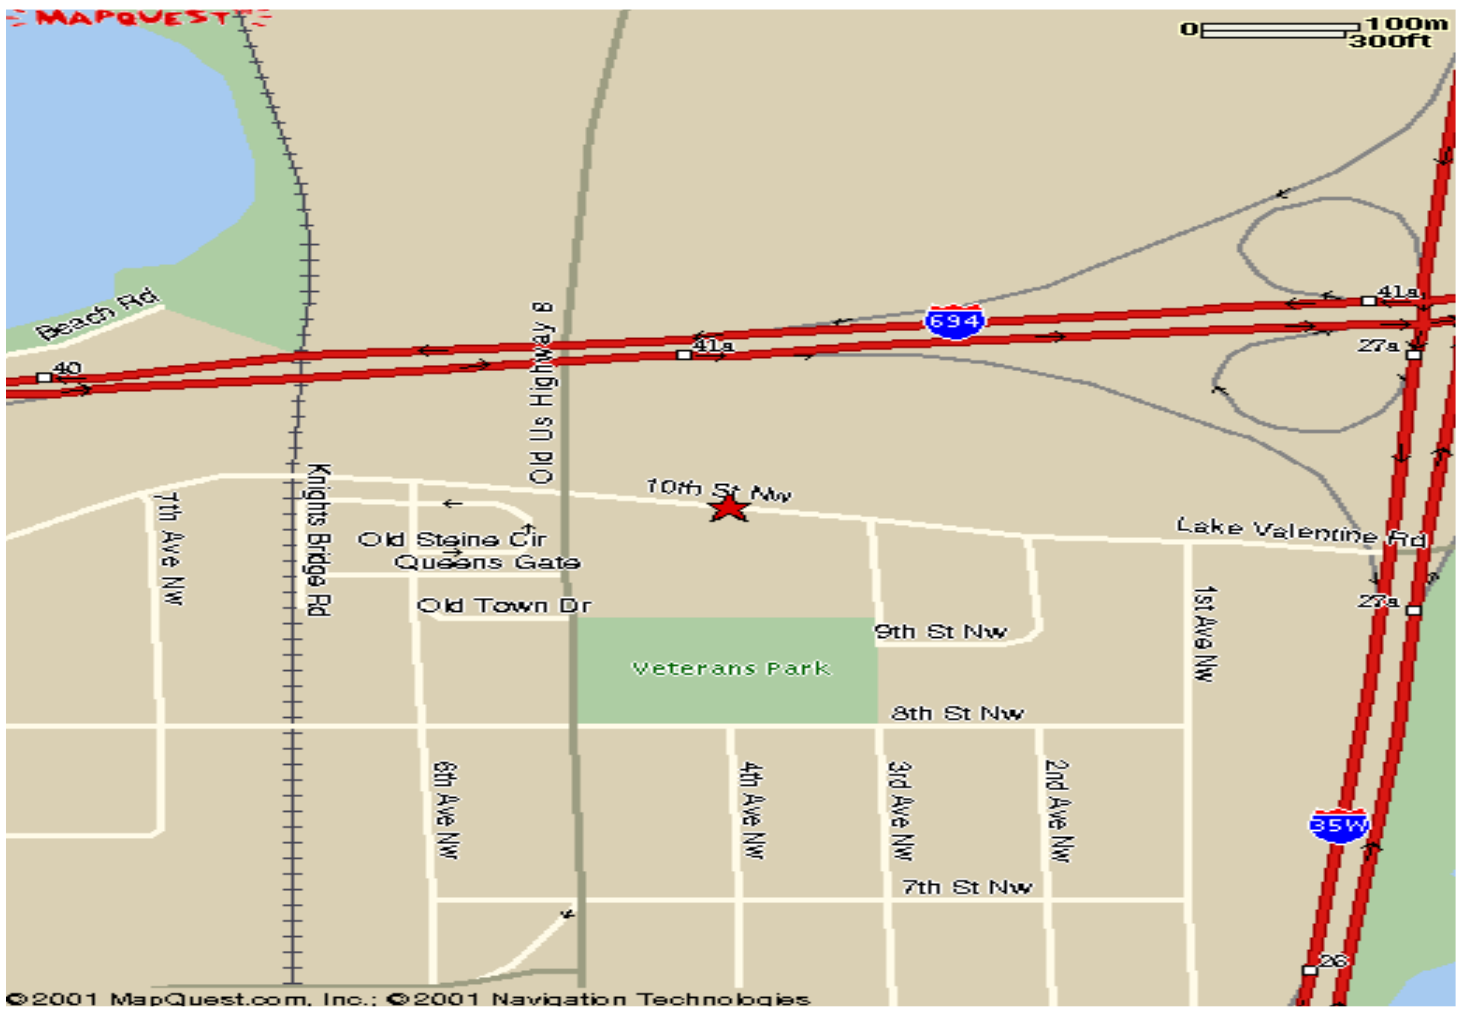 MAPQUEST
0 100m
300ft
Beach Rd
694
41a
41a
27a
40
Old Us Highway 8
10th St Nw
Knights Bridge Rd
7th Ave NW
Old Steine Cir
Queens Gate
Lake Valentine Rd
Old Town Dr
27a
1st Ave NW
9th St Nw
Veterans Park
8th St Nw
6th Ave NW
4th Ave NW
3rd Ave NW
2nd Ave NW
35W
7th St Nw
26
©2001 MapQuest.com, Inc.; ©2001 Navigation Technologies